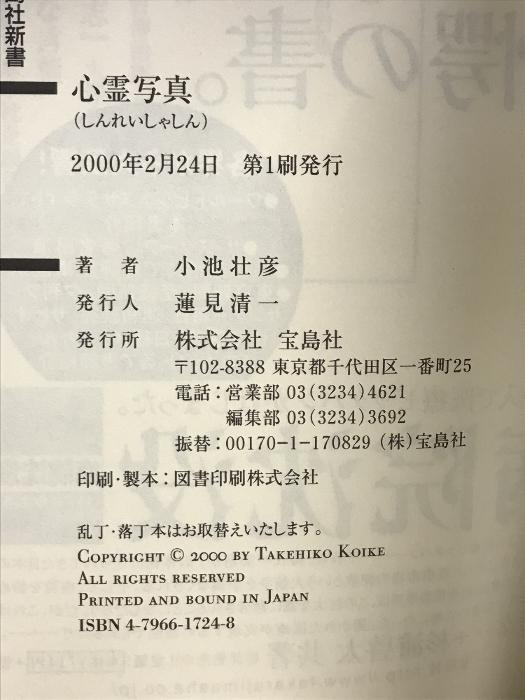 島社新書
心霊写真
(しんれいしゃしん)
2000年2月24日　第1刷発行
著　者　小池壮彦
発行人　蓮見清一
発行所　株式会社 宝島社
〒102-8388 東京都千代田区一番町25
電話：営業部 03(3234)4621
編集部 03(3234)3692
振替：00170-1-170829 (株)宝島社
印刷・製本：図書印刷株式会社
乱丁・落丁本はお取替えいたします。
COPYRIGHT © 2000 BY TAKEHIKO KOIKE
ALL RIGHTS RESERVED
PRINTED AND BOUND IN JAPAN
ISBN 4-7966-1724-8